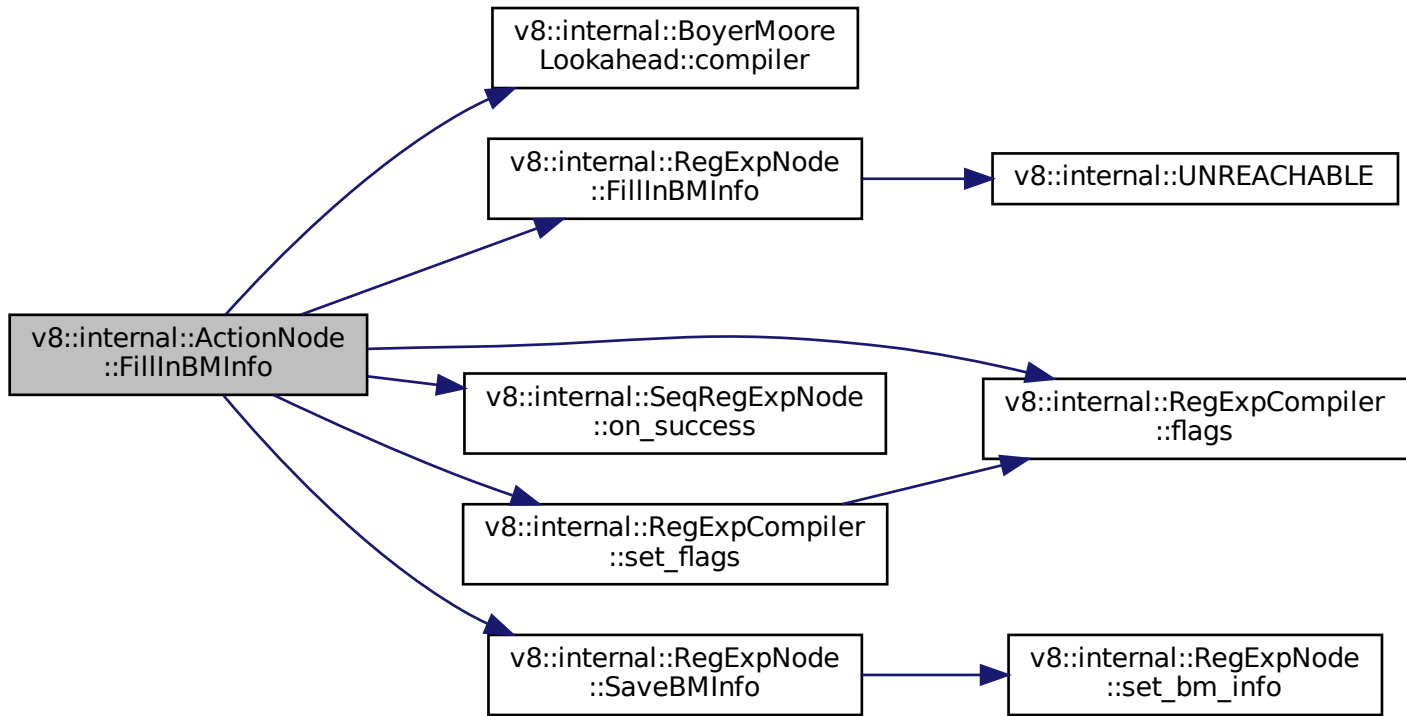 v8::internal::BoyerMoore
Lookahead::compiler
v8::internal::RegExpNode
::FillInBMInfo
v8::internal::UNREACHABLE
v8::internal::ActionNode
::FillInBMInfo
v8::internal::SeqRegExpNode
::on_success
v8::internal::RegExpCompiler
::flags
v8::internal::RegExpCompiler
::set_flags
v8::internal::RegExpNode
::SaveBMInfo
v8::internal::RegExpNode
::set_bm_info